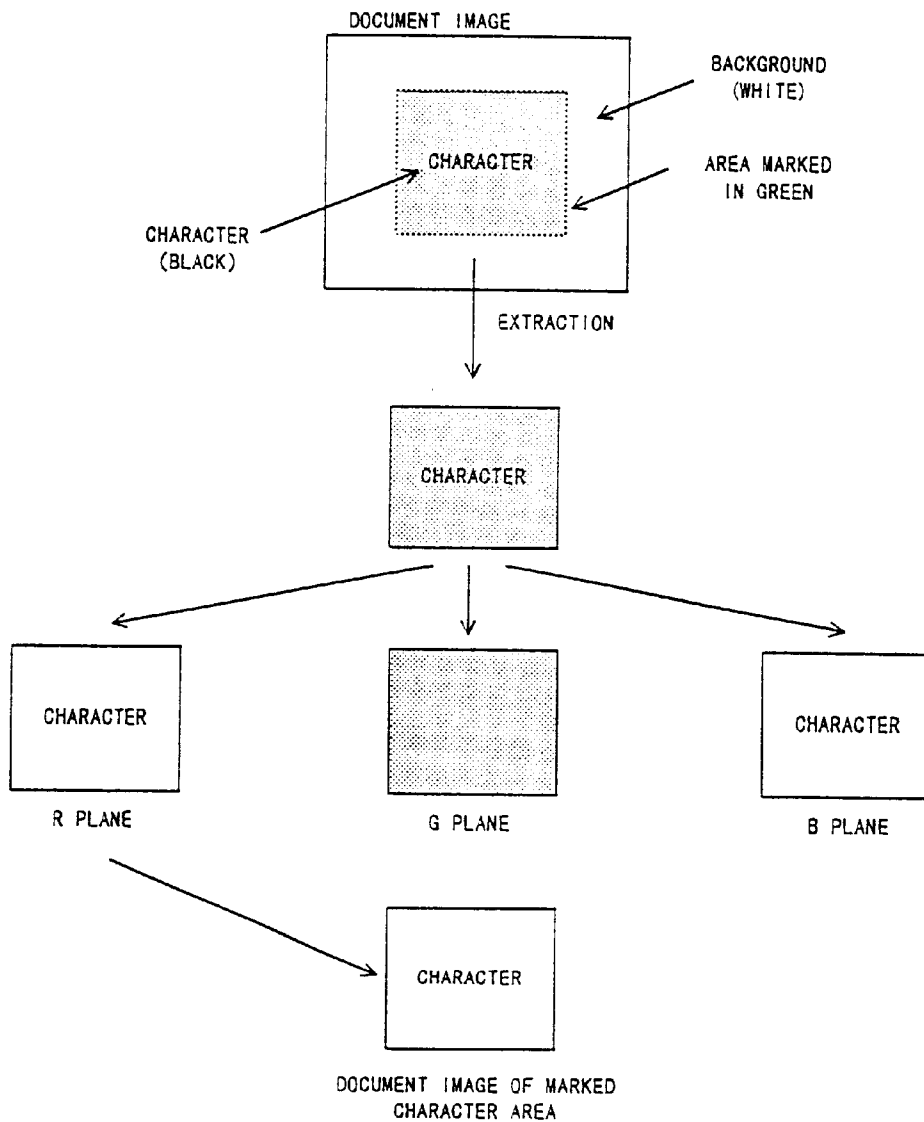 DOCUMENT IMAGE
BACKGROUND
(WHITE)
CHARACTER
AREA MARKED
IN GREEN
CHARACTER
(BLACK)
EXTRACTION
CHARACTER
CHARACTER
CHARACTER
R PLANE
G PLANE
B PLANE
CHARACTER
DOCUMENT IMAGE OF MARKED
CHARACTER AREA